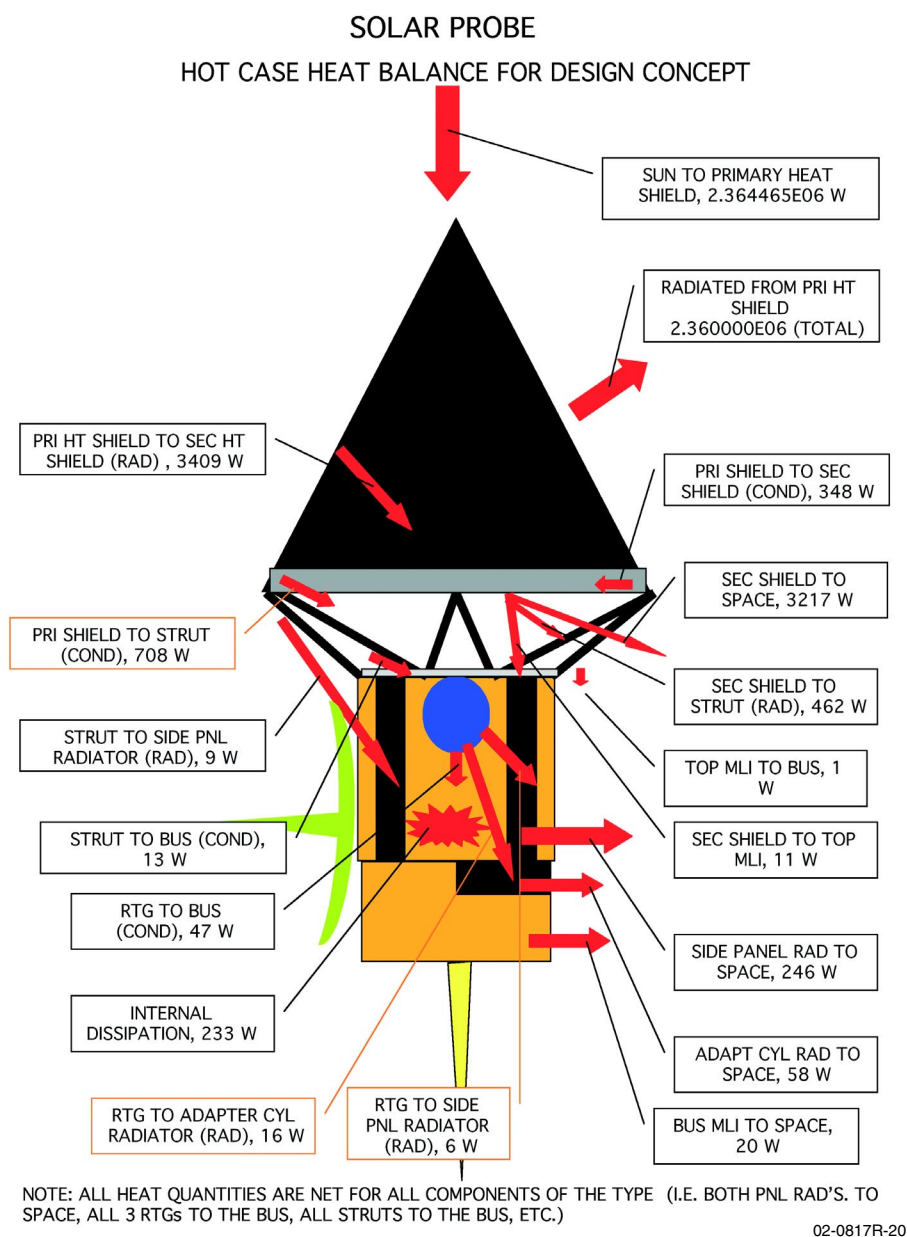 SOLAR PROBE
HOT CASE HEAT BALANCE FOR DESIGN CONCEPT
SUN TO PRIMARY HEAT
SHIELD, 2.364465E06 W
RADIATED FROM PRI HT
SHIELD
2.360000E06 (TOTAL)
PRI HT SHIELD TO SEC HT
SHIELD (RAD) , 3409 W
PRI SHIELD TO SEC
SHIELD (COND), 348 W
SEC SHIELD TO
SPACE, 3217 W
PRI SHIELD TO STRUT
(COND), 708 W
SEC SHIELD TO
STRUT (RAD), 462 W
STRUT TO SIDE PNL
RADIATOR (RAD), 9 W
TOP MLI TO BUS, 1
W
STRUT TO BUS (COND),
13 W
SEC SHIELD TO TOP
MLI, 11 W
RTG TO BUS
(COND), 47 W
SIDE PANEL RAD TO
SPACE, 246 W
INTERNAL
DISSIPATION, 233 W
ADAPT CYL RAD TO
SPACE, 58 W
RTG TO ADAPTER CYL
RADIATOR (RAD), 16 W
RTG TO SIDE
PNL RADIATOR
(RAD), 6 W
BUS MLI TO SPACE,
20 W
NOTE: ALL HEAT QUANTITIES ARE NET FOR ALL COMPONENTS OF THE TYPE (I.E. BOTH PNL RAD'S. TO
SPACE, ALL 3 RTGs TO THE BUS, ALL STRUTS TO THE BUS, ETC.)
02-0817R-20